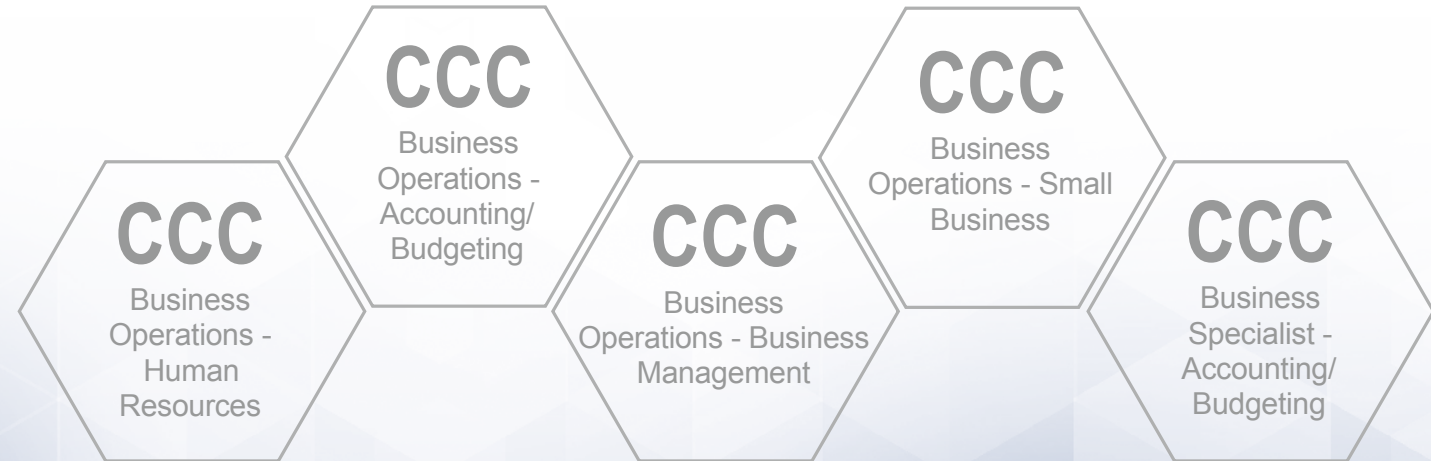 CCC
Business
Operations -
Human
Resources
CCC
Business
Operations -
Accounting/
Budgeting
CCC
Business
Operations - Business
Management
CCC
Business
Operations - Small
Business
CCC
Business
Specialist -
Accounting/
Budgeting